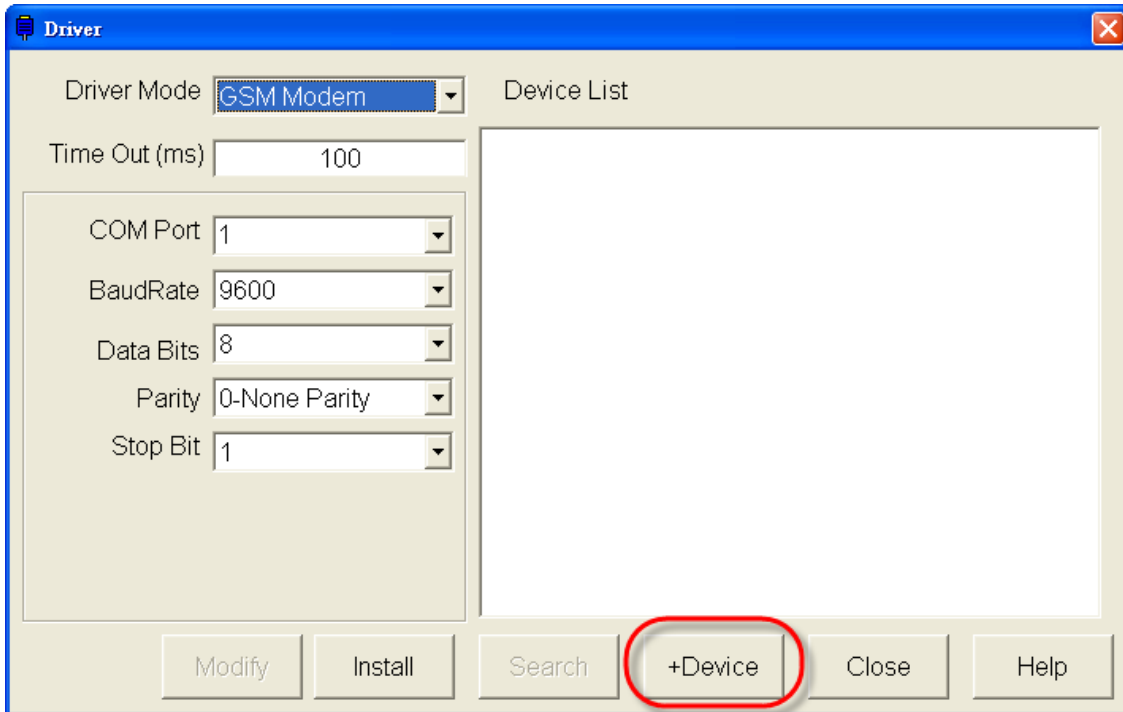 Driver
Driver Mode GSM Modem
Device List
Time Out (ms) 100
COM Port 1
BaudRate 9600
Data Bits 8
Parity 0-None Parity
Stop Bit 1
Modify Install Search +Device Close Help